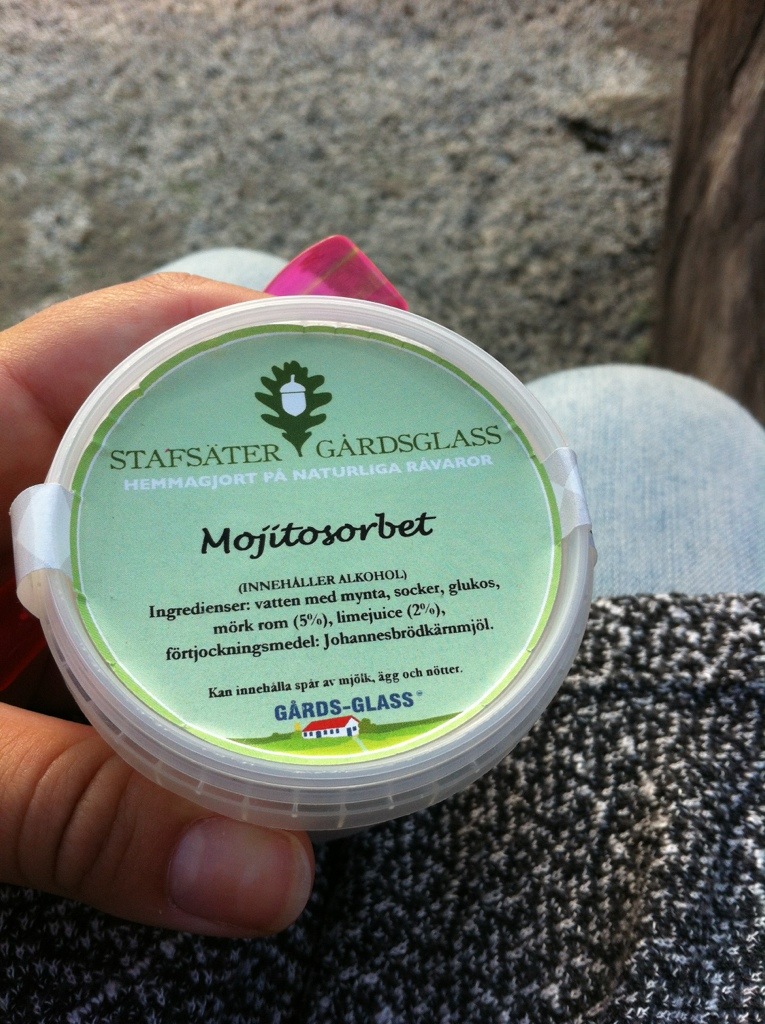 STAFSÄTER GÅRDSGLASS
HEMMAGJORT PÅ NATURLIGA RÅVAROR
Mojitosorbet
(INNEHÅLLER ALKOHOL)
Ingredienser: vatten med mynta, socker, glukos,
mörk rom (5%), limejuice (2%),
förtjockningsmedel: Johannesbrödkärnmjöl.
Kan innehålla spår av mjölk, ägg och nötter.
GÅRDS-GLASS®